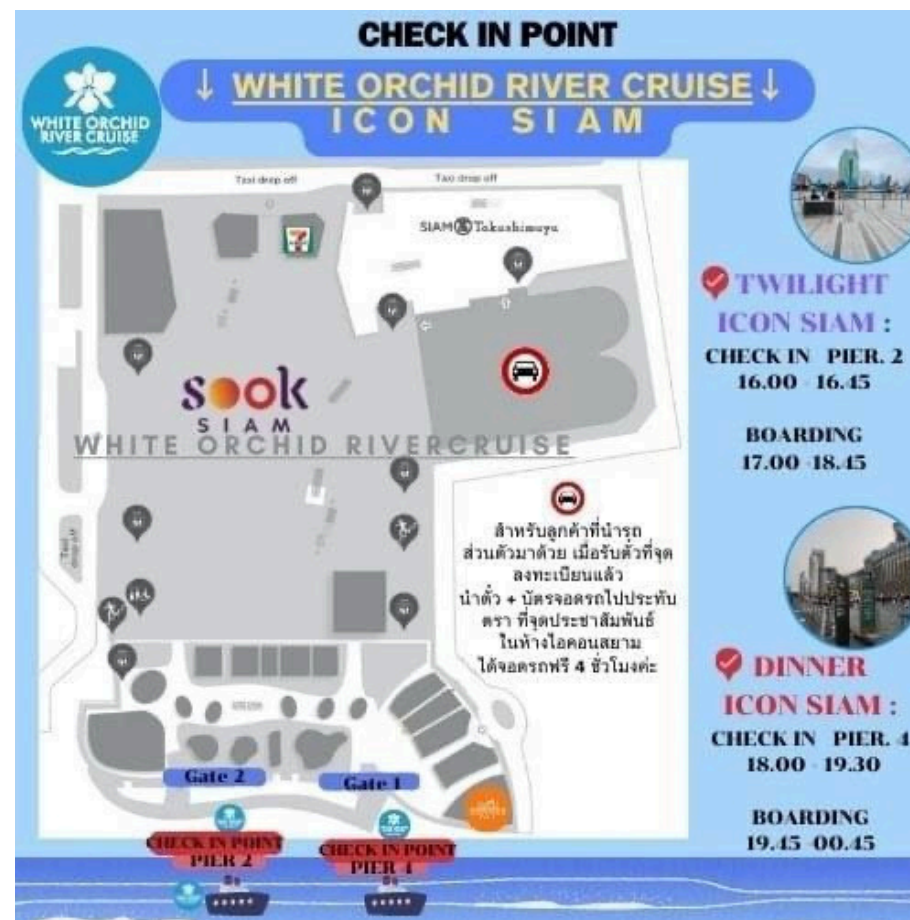 CHECK IN POINT
↓ WHITE ORCHID RIVER CRUISE ↓
ICON SIAM
WHITE ORCHID
RIVER CRUISE
Taxi drop off
Taxi drop off
SIAM Takashimaya
sook
SIAM
WHITE ORCHID RIVERCRUISE
Taxi
drop off
สำหรับลูกค้าที่นำรถ
ส่วนตัวมาด้วย เมื่อรับตั๋วที่จุด
ลงทะเบียนแล้ว
นำตั๋ว + บัตรจอดรถไปประทับ
ตรา ที่จุดประชาสัมพันธ์
ในห้างไอคอนสยาม
ได้จอดรถฟรี 4 ชั่วโมงค่ะ
TWILIGHT
ICON SIAM :
CHECK IN PIER. 2
16.00 - 16.45
BOARDING
17.00 -18.45
DINNER
ICON SIAM :
CHECK IN PIER. 4
18.00 - 19.30
BOARDING
19.45 -00.45
Gate 2
Gate 1
CHECK IN POINT
PIER 2
CHECK IN POINT
PIER 4